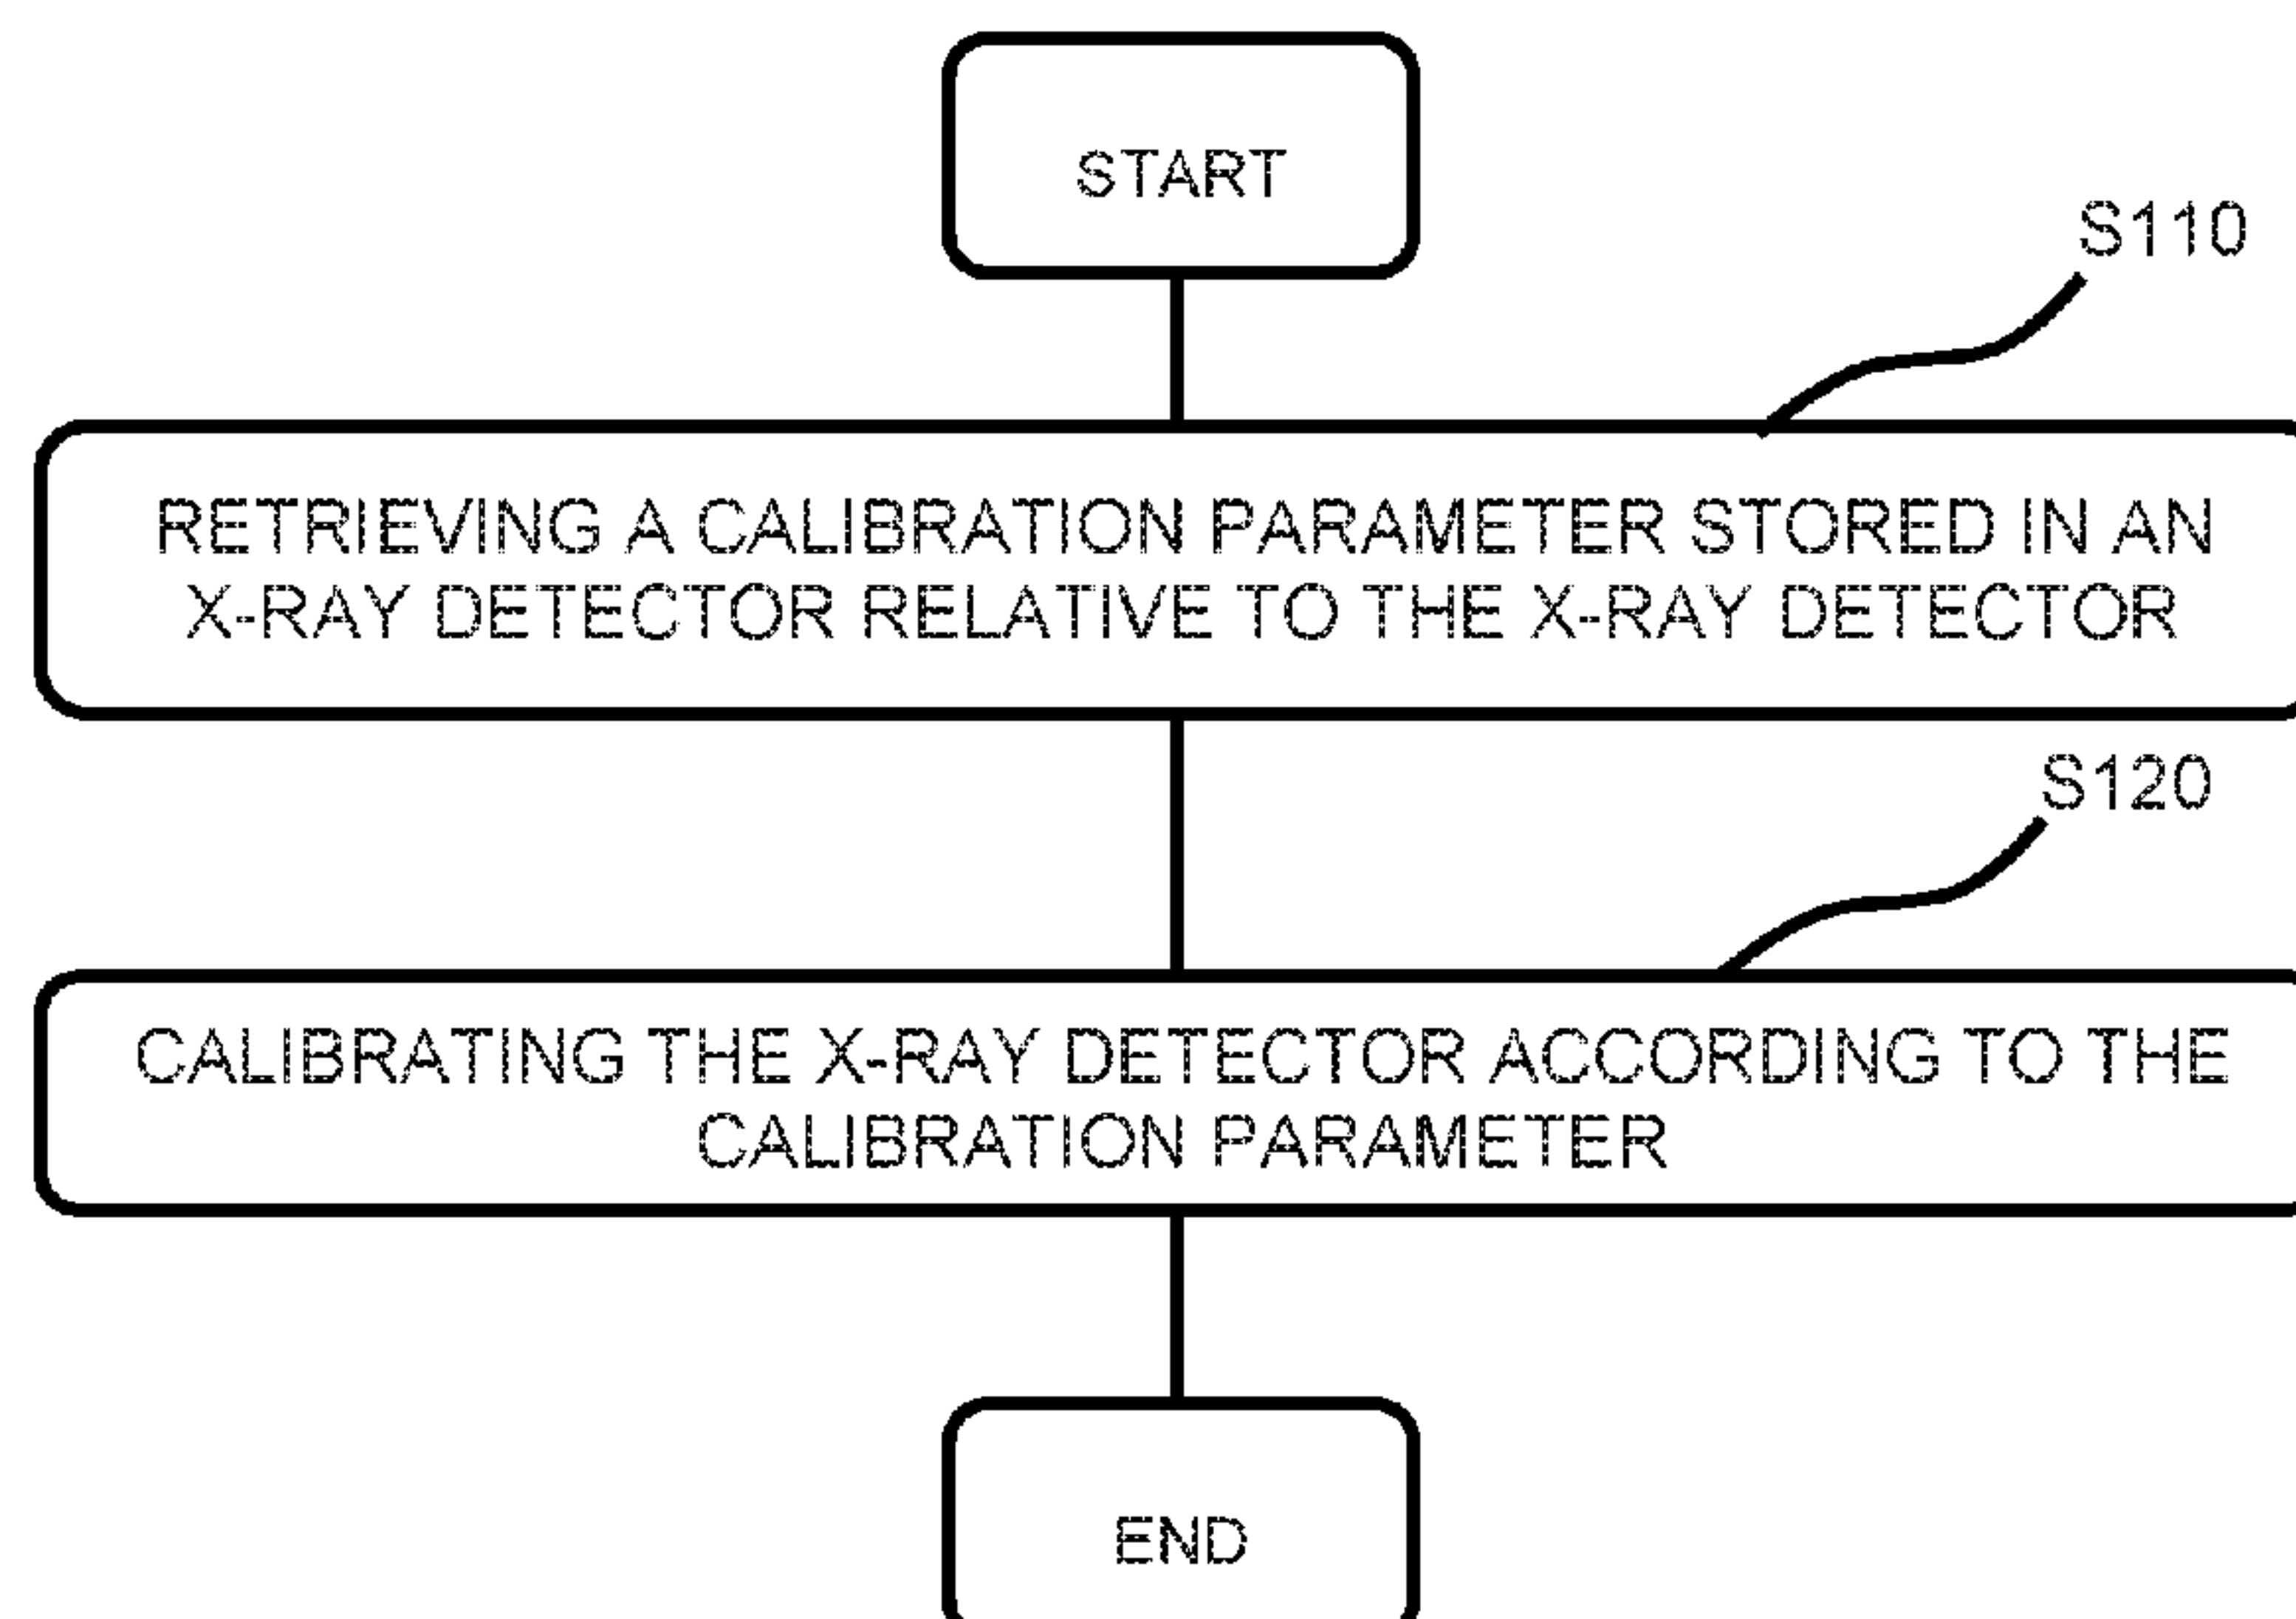 START
S110
RETRIEVING A CALIBRATION PARAMETER STORED IN AN
X-RAY DETECTOR RELATIVE TO THE X-RAY DETECTOR
S120
CALIBRATING THE X-RAY DETECTOR ACCORDING TO THE
CALIBRATION PARAMETER
END